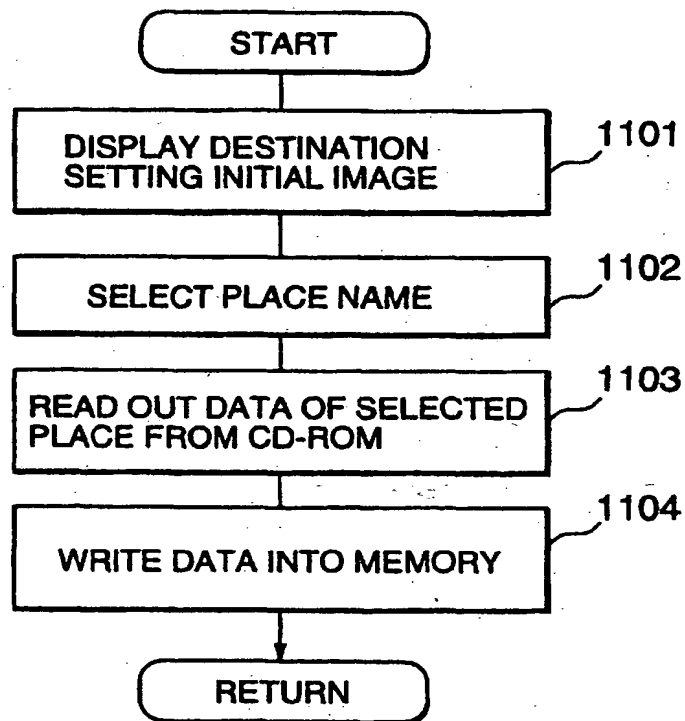 START
DISPLAY DESTINATION
SETTING INITIAL IMAGE
1101
SELECT PLACE NAME
1102
READ OUT DATA OF SELECTED
PLACE FROM CD-ROM
1103
WRITE DATA INTO MEMORY
1104
RETURN